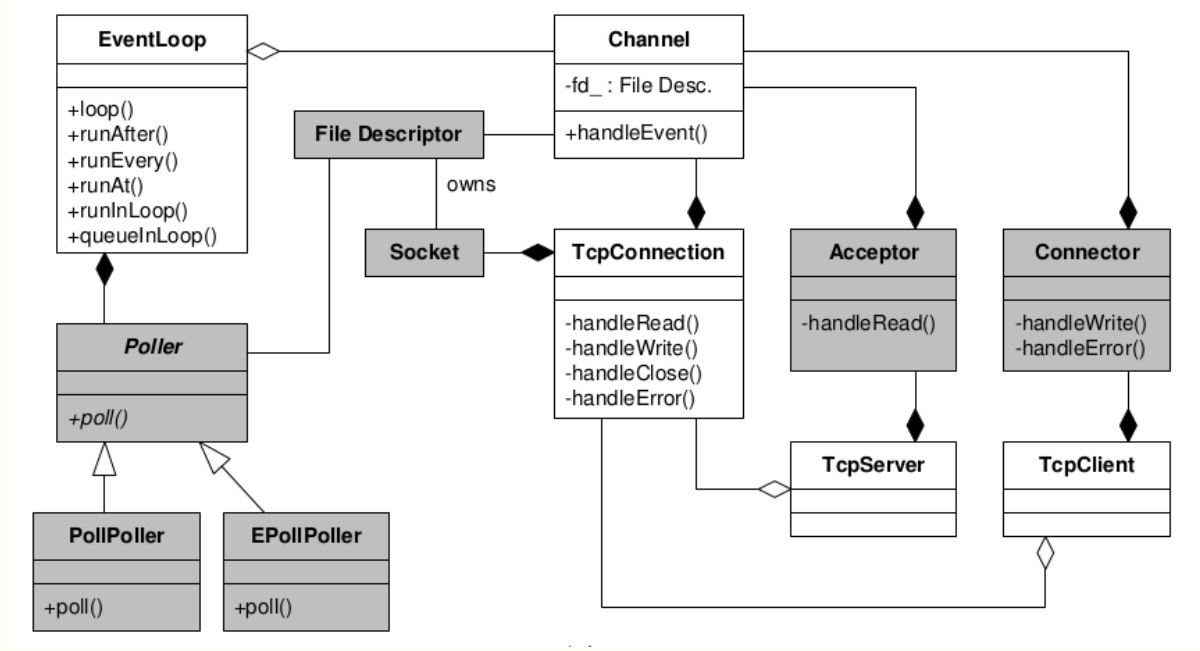 EventLoop
+loop()
+runAfter()
+runEvery()
+runAt()
+runInLoop()
+queueInLoop()
Channel
-fd_ : File Desc.
+handleEvent()
File Descriptor
owns
Socket
TcpConnection
-handleRead()
-handleWrite()
-handleClose()
-handleError()
Acceptor
-handleRead()
Connector
-handleWrite()
-handleError()
Poller
+poll()
TcpServer
TcpClient
PollPoller
+poll()
EPollPoller
+poll()